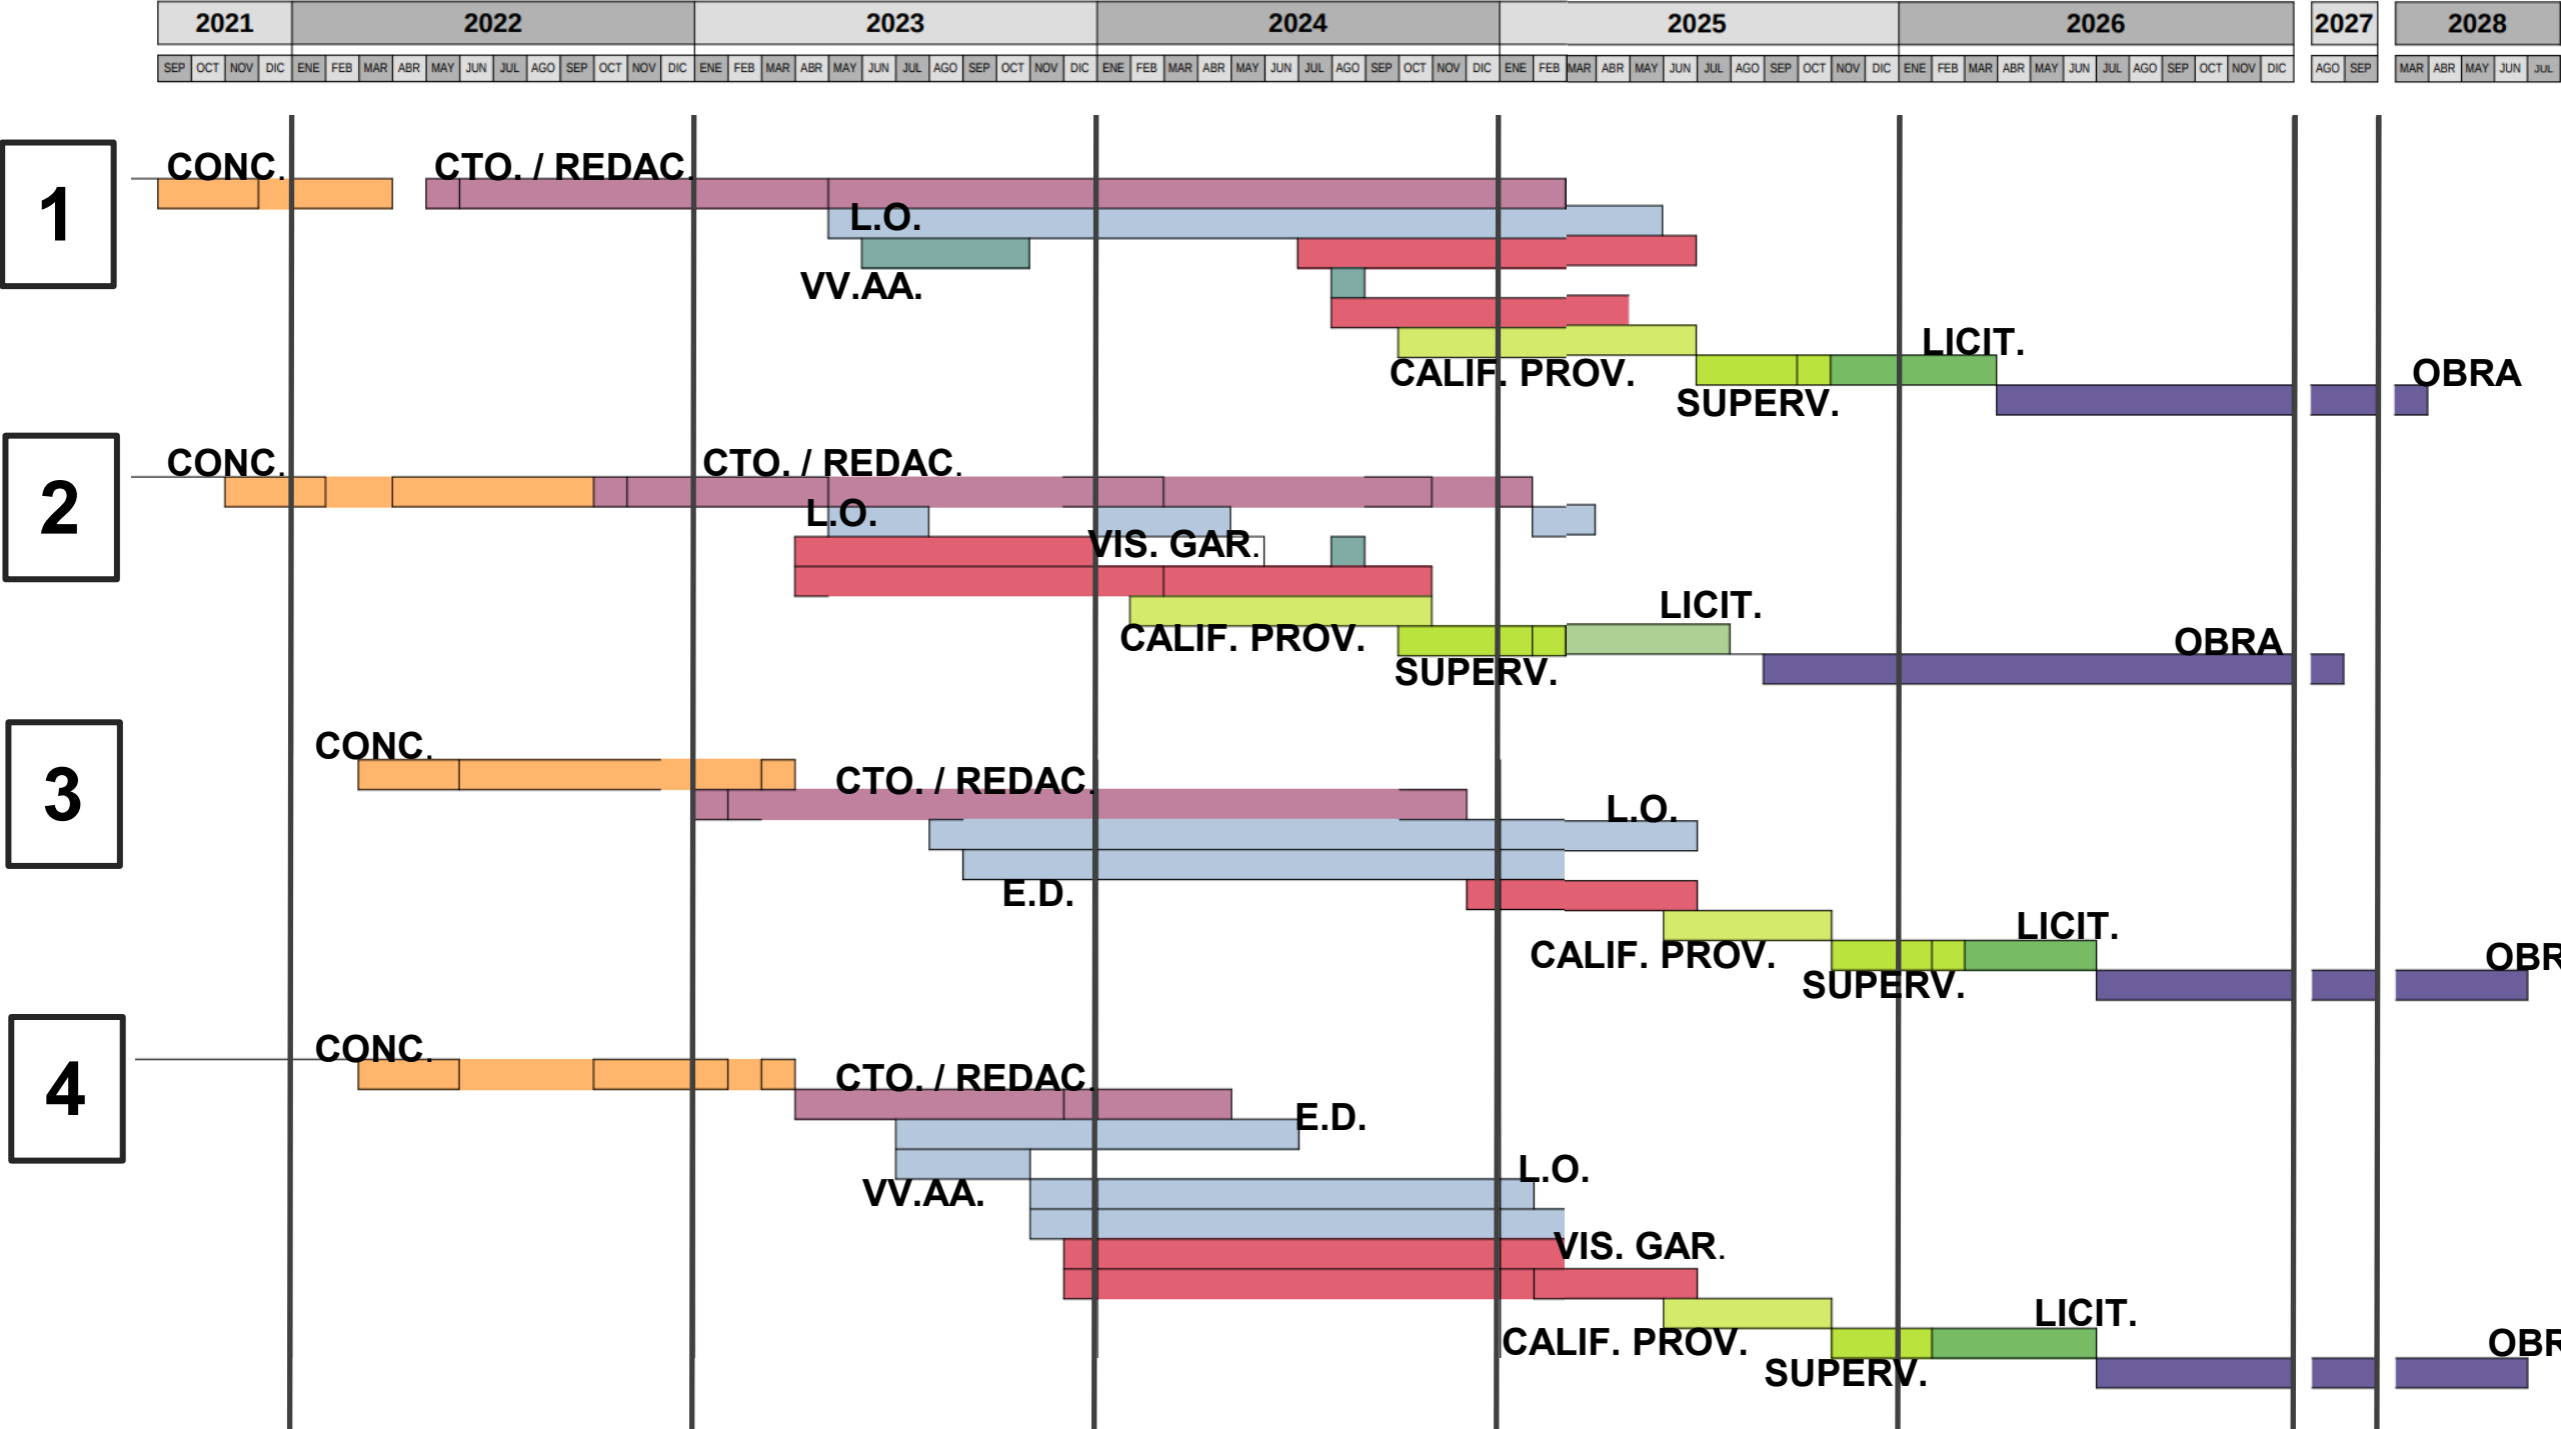 2021 2022 2023 2024 2025 2026 2027 2028
SEP OCT NOV DIC ENE FEB MAR ABR MAY JUN JUL AGO SEP OCT NOV DIC ENE FEB MAR ABR MAY JUN JUL AGO SEP OCT NOV DIC ENE FEB MAR ABR MAY JUN JUL AGO SEP OCT NOV DIC ENE FEB MAR ABR MAY JUN JUL AGO SEP OCT NOV DIC ENE FEB MAR ABR MAY JUN JUL AGO SEP OCT NOV DIC AGO SEP MAR ABR MAY JUN JUL
1
CONC. CTO. / REDAC.
L.O.
VV.AA.
LICIT.
CALIF. PROV. OBRA
SUPERV.
2
CONC. CTO. / REDAC.
L.O.
VIS. GAR.
LICIT.
CALIF. PROV. OBRA
SUPERV.
3
CONC.
CTO. / REDAC.
L.O.
E.D.
LICIT.
CALIF. PROV. OBR
SUPERV.
4
CONC.
CTO. / REDAC.
E.D.
L.O.
VV.AA.
VIS. GAR.
LICIT.
CALIF. PROV. OBR
SUPERV.